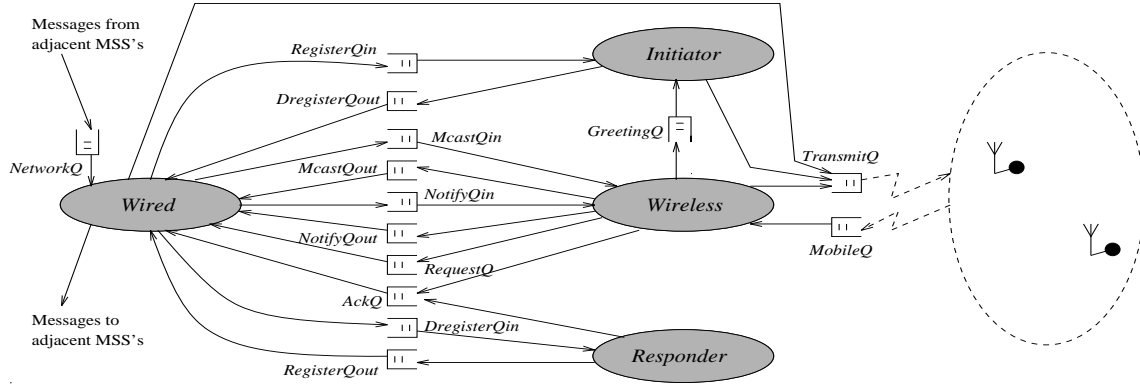 Messages from
adjacent MSS's
RegisterQin
Initiator
DregisterQout
NetworkQ
McastQin
GreetingQ
TransmitQ
McastQout
NotifyQin
Wired
Wireless
NotifyQout
MobileQ
RequestQ
AckQ
Messages to
adjacent MSS's
DregisterQin
Responder
RegisterQout